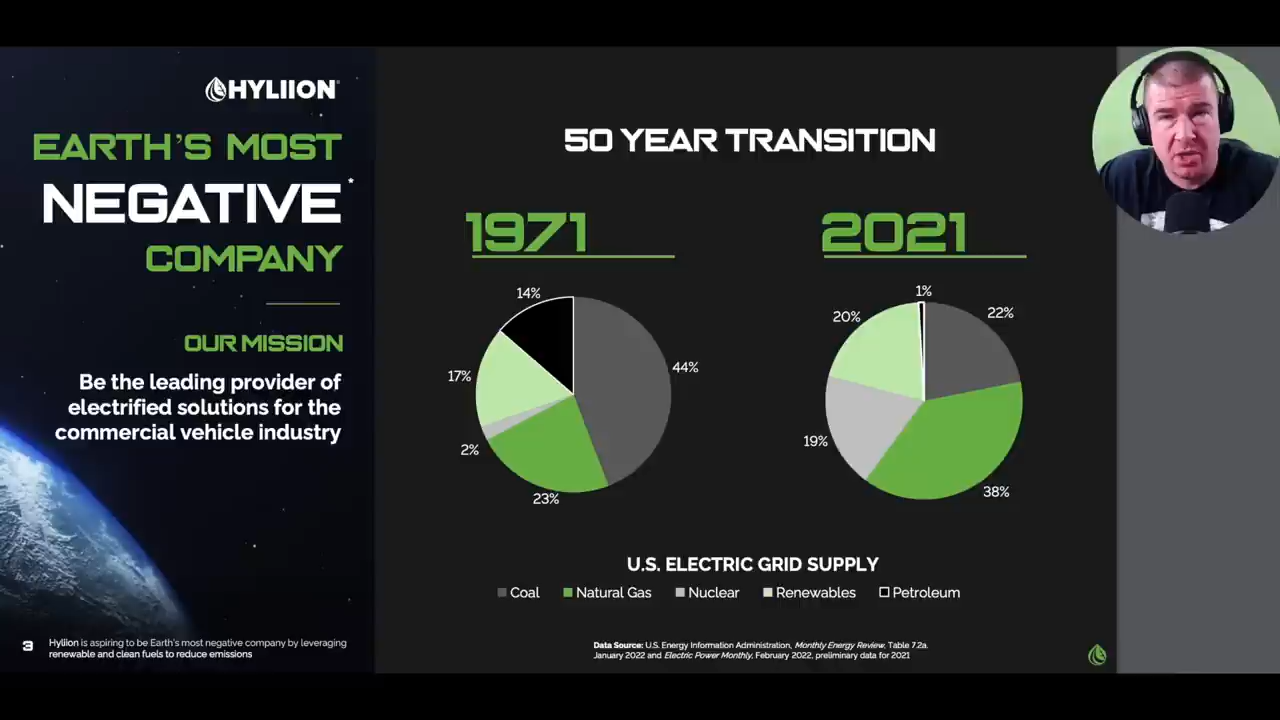 HYLIION
EARTH'S MOST
NEGATIVE*
COMPANY
OUR MISSION
Be the leading provider of
electrified solutions for the
commercial vehicle industry
3
Hyliion is aspiring to be Earth's most negative company by leveraging
renewable and clean fuels to reduce emissions
50 YEAR TRANSITION
1971
14%
44%
17%
2%
23%
2021
1%
20%
22%
19%
38%
U.S. ELECTRIC GRID SUPPLY
Coal Natural Gas Nuclear Renewables Petroleum
Data Source: U.S. Energy Information Administration, Monthly Energy Review, Table 7.2a.
January 2022 and Electric Power Monthly, February 2022, preliminary data for 2021